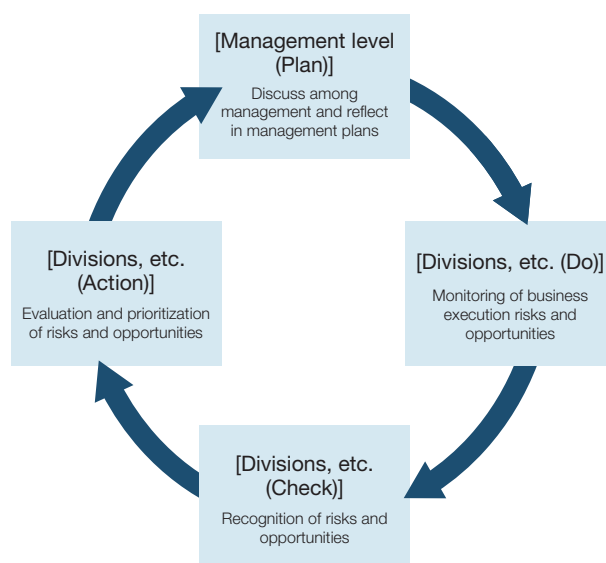 [Management level
(Plan)]
Discuss among
management and reflect
in management plans
[Divisions, etc. (Do)]
Monitoring of business
execution risks and
opportunities
[Divisions, etc.
(Check)]
Recognition of risks and
opportunities
[Divisions, etc.
(Action)]
Evaluation and prioritization
of risks and opportunities